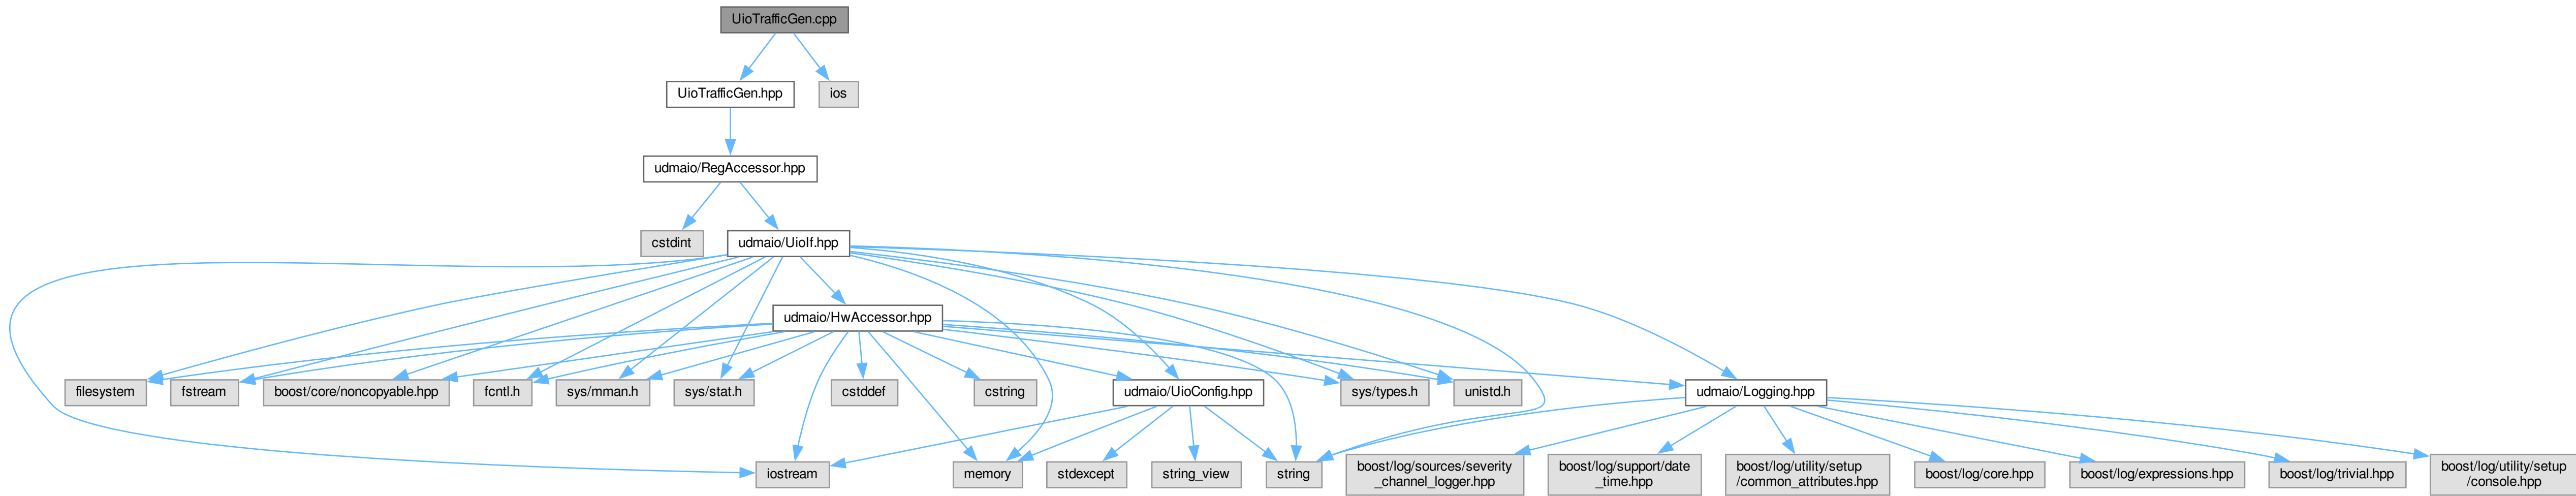 UioTrafficGen.cpp
UioTrafficGen.hpp
ios
udmaio/RegAccessor.hpp
cstdint
udmaio/UioIf.hpp
udmaio/HwAccessor.hpp
filesystem
fstream
boost/core/noncopyable.hpp
fcntl.h
sys/mman.h
sys/stat.h
cstddef
cstring
udmaio/UioConfig.hpp
sys/types.h
unistd.h
udmaio/Logging.hpp
iostream
memory
stdexcept
string_view
string
boost/log/sources/severity
_channel_logger.hpp
boost/log/support/date
_time.hpp
boost/log/utility/setup
/common_attributes.hpp
boost/log/core.hpp
boost/log/expressions.hpp
boost/log/trivial.hpp
boost/log/utility/setup
/console.hpp